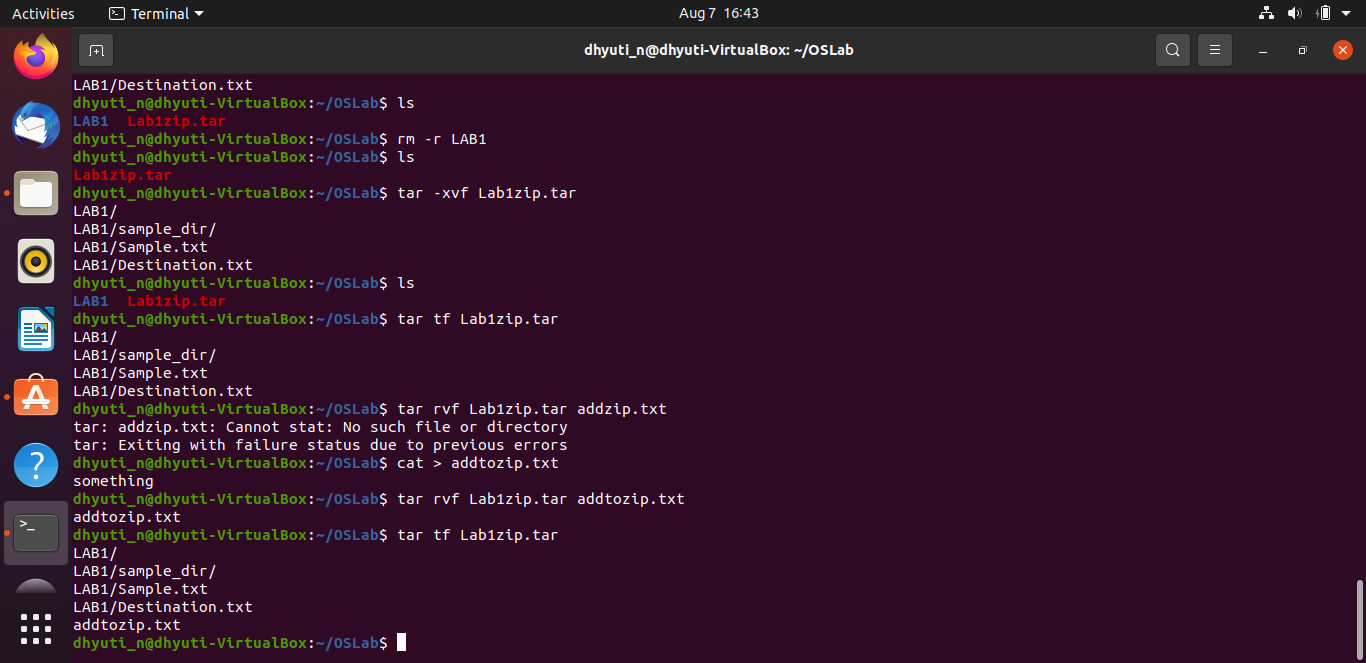 Activities
Terminal
Aug 7 16:43
dhyuti_n@dhyuti-VirtualBox: ~/OSLab
LAB1/Destination.txt
dhyuti_n@dhyuti-VirtualBox:~/OSLab$ ls
LAB1  Lab1zip.tar
dhyuti_n@dhyuti-VirtualBox:~/OSLab$ rm -r LAB1
dhyuti_n@dhyuti-VirtualBox:~/OSLab$ ls
Lab1zip.tar
dhyuti_n@dhyuti-VirtualBox:~/OSLab$ tar -xvf Lab1zip.tar
LAB1/
LAB1/sample_dir/
LAB1/Sample.txt
LAB1/Destination.txt
dhyuti_n@dhyuti-VirtualBox:~/OSLab$ ls
LAB1  Lab1zip.tar
dhyuti_n@dhyuti-VirtualBox:~/OSLab$ tar tf Lab1zip.tar
LAB1/
LAB1/sample_dir/
LAB1/Sample.txt
LAB1/Destination.txt
dhyuti_n@dhyuti-VirtualBox:~/OSLab$ tar rvf Lab1zip.tar addzip.txt
tar: addzip.txt: Cannot stat: No such file or directory
tar: Exiting with failure status due to previous errors
dhyuti_n@dhyuti-VirtualBox:~/OSLab$ cat > addtozip.txt
something
dhyuti_n@dhyuti-VirtualBox:~/OSLab$ tar rvf Lab1zip.tar addtozip.txt
addtozip.txt
dhyuti_n@dhyuti-VirtualBox:~/OSLab$ tar tf Lab1zip.tar
LAB1/
LAB1/sample_dir/
LAB1/Sample.txt
LAB1/Destination.txt
addtozip.txt
dhyuti_n@dhyuti-VirtualBox:~/OSLab$